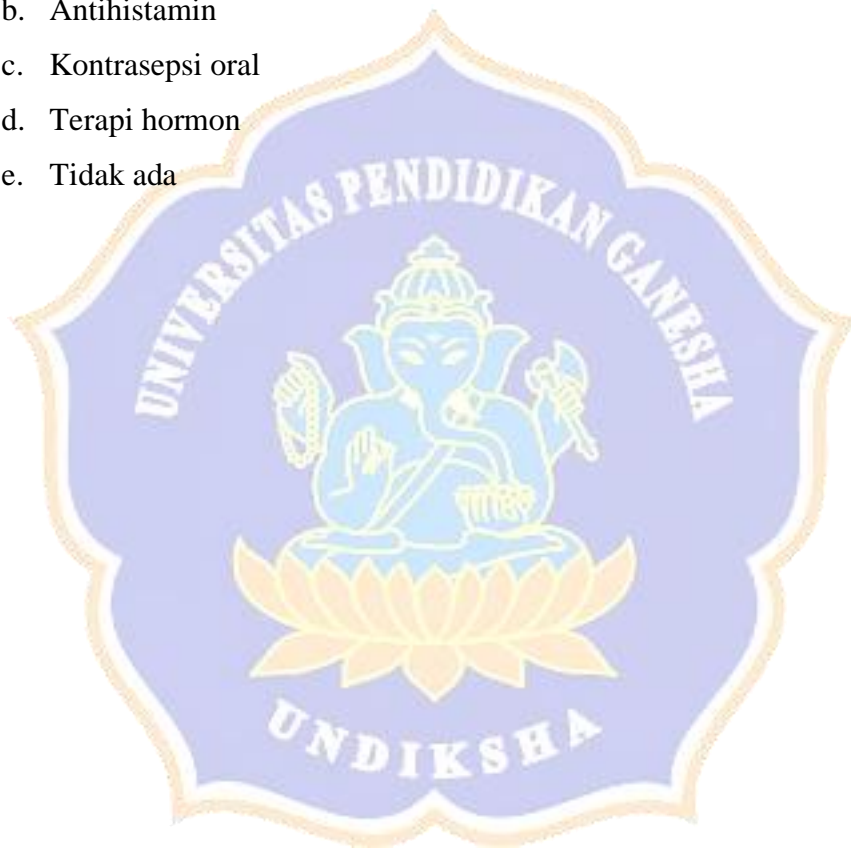 b. Antihistamin
c. Kontrasepsi oral
d. Terapi hormon
e. Tidak ada
UNIVERSITAS PENDIDIKAN GANESHA
UNDIKSHA